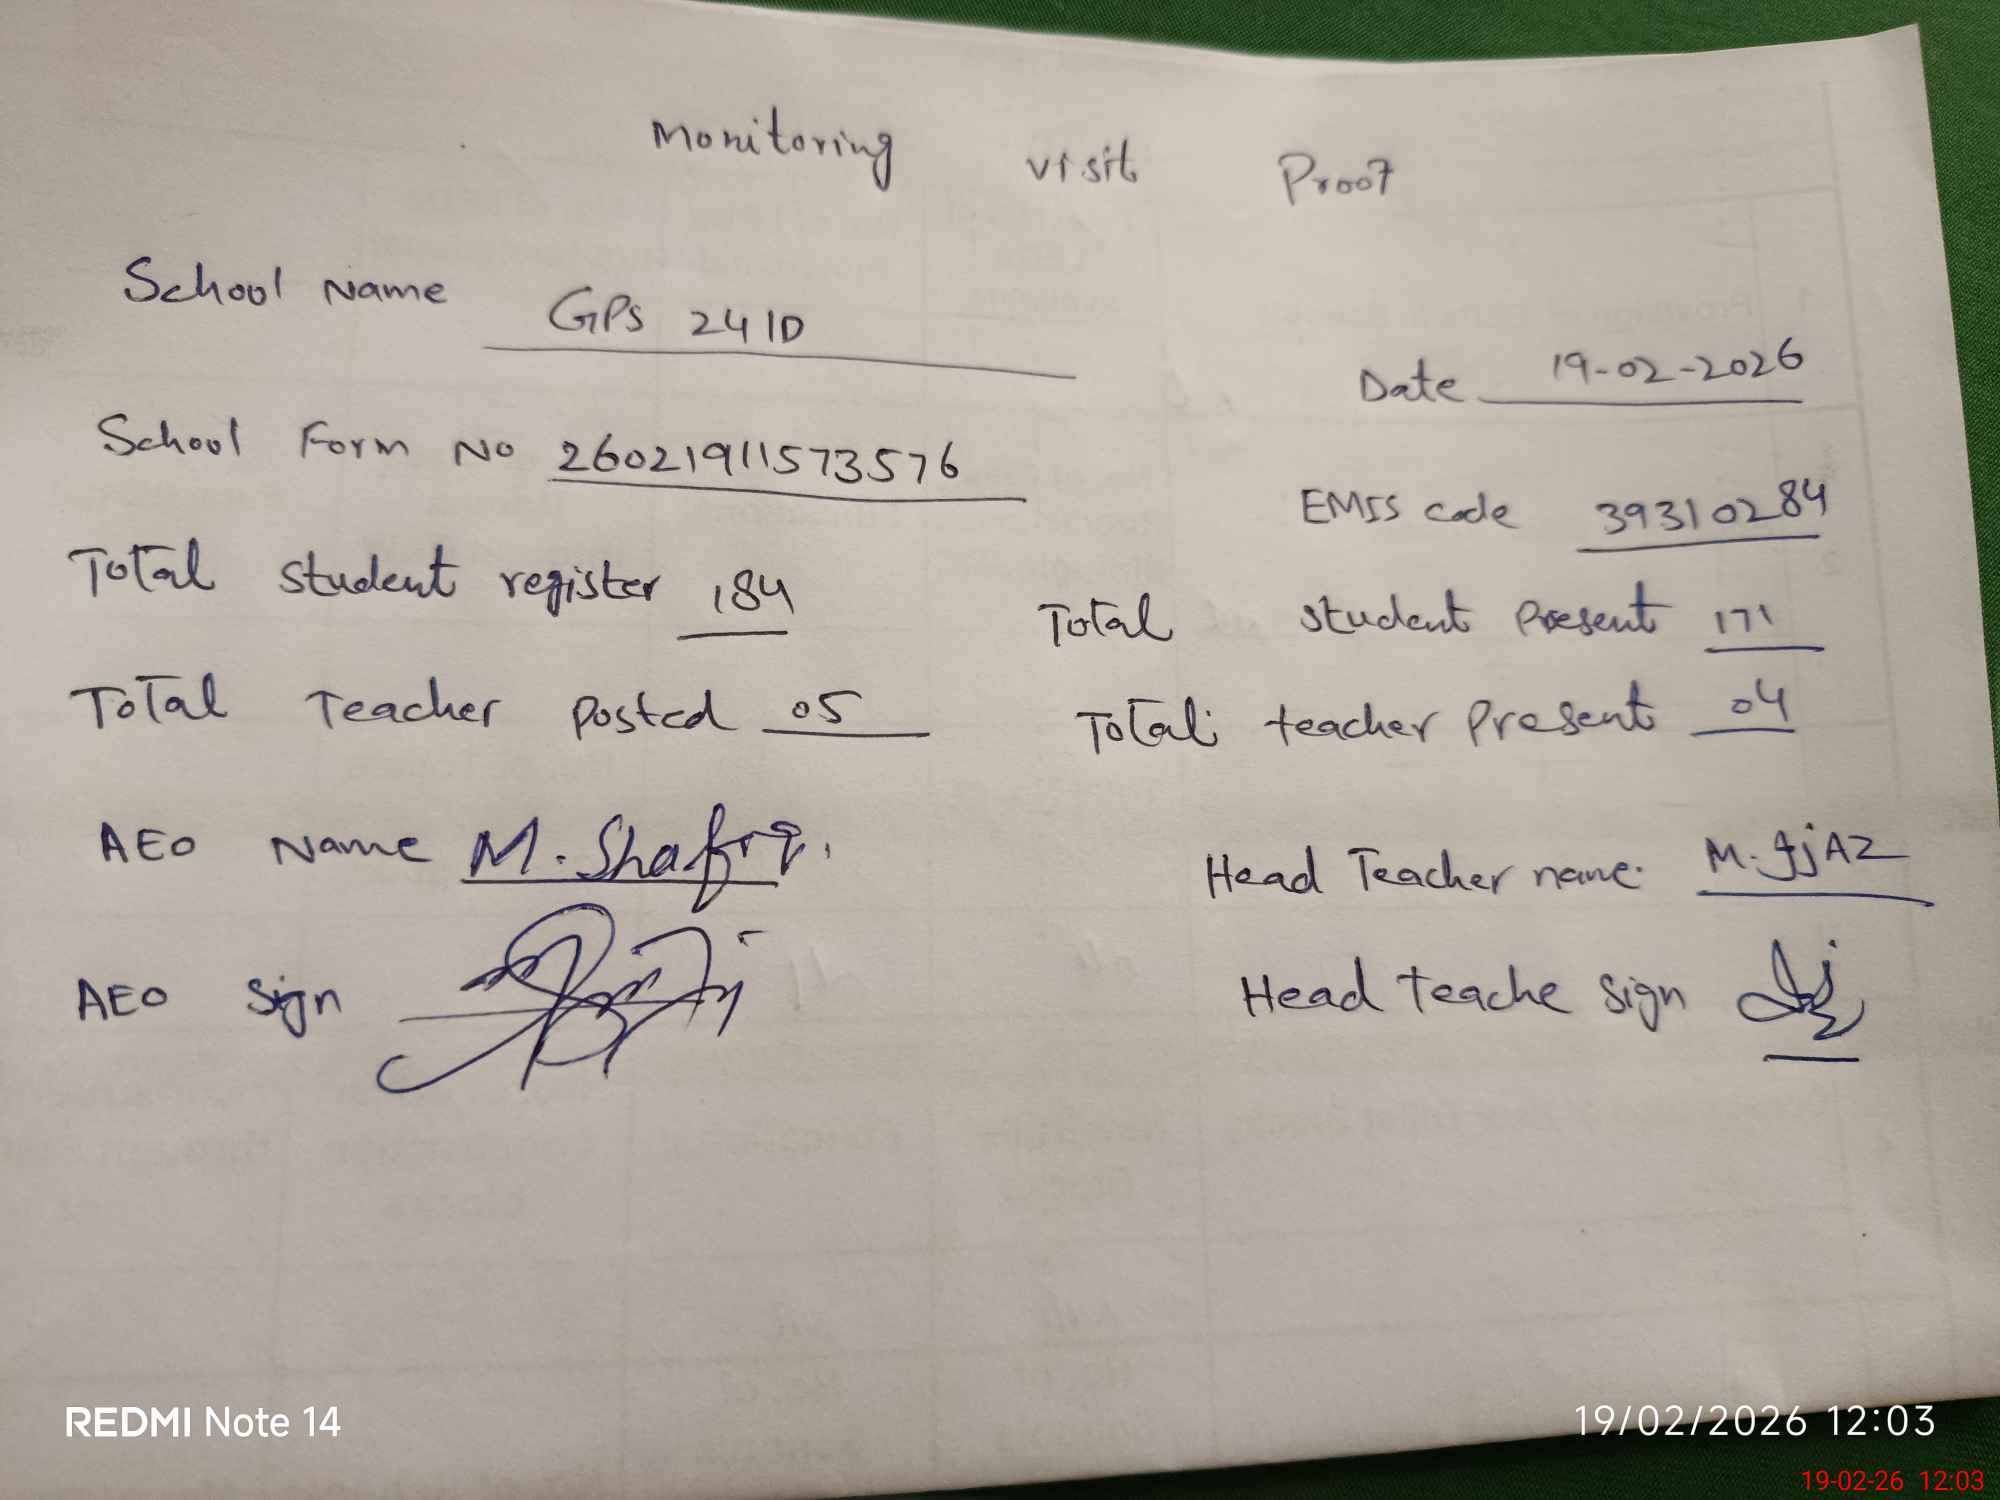 Monitoring visit Proof
School Name GPS 24 1D
Date 19-02-2026
School Form No 26021911573576
EMIS code 39310284
Total student register 184
Total student Present 171
Total Teacher Posted 05
Total teacher Present 04
AEO Name M. Shafiq.
Head Teacher name M. IjAZ
AEO Sign
Head teache Sign
REDMI Note 14
19/02/2026 12:03
19-02-26 12:03